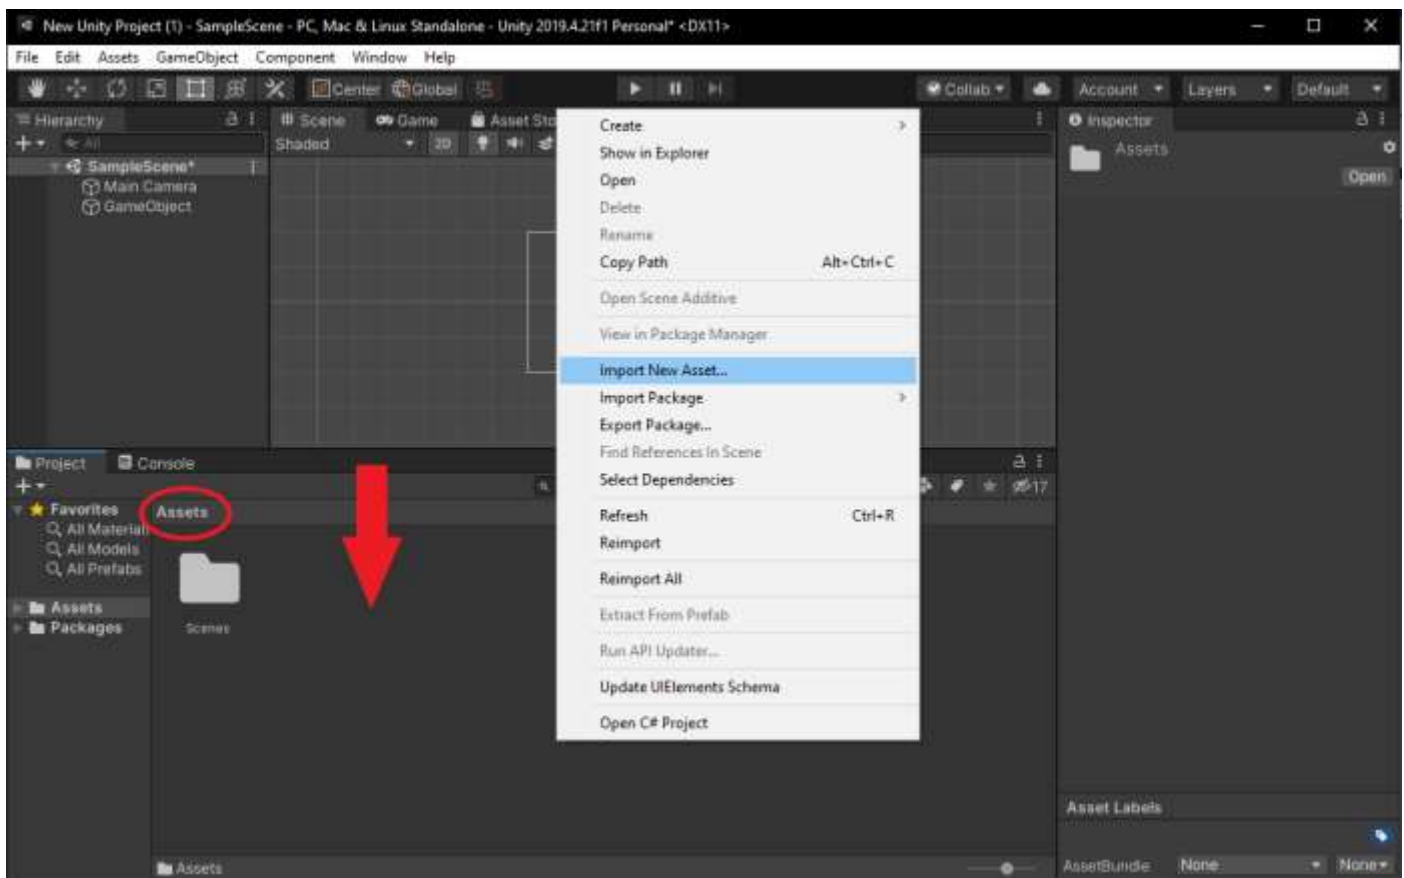 New Unity Project (1) - SampleScene - PC, Mac & Linux Standalone - Unity 2019.4.21f1 Personal* <DX11>
File Edit Assets GameObject Component Window Help
Center Global Collab Account Layers Default
Hierarchy
All
SampleScene*
Main Camera
GameObject
Scene Game Asset Sto
Shaded 2D
Create
Show in Explorer
Open
Delete
Rename
Copy Path Alt+Ctrl+C
Open Scene Additive
View in Package Manager
Import New Asset...
Import Package
Export Package...
Find References In Scene
Select Dependencies
Refresh Ctrl+R
Reimport
Reimport All
Extract From Prefab
Run API Updater...
Update UIElements Schema
Open C# Project
Inspector
Assets
Open
Project Console
17
Favorites
All Material
All Models
All Prefabs
Assets
Packages
Assets
Scenes
Assets
Asset Labels
AssetBundle None None